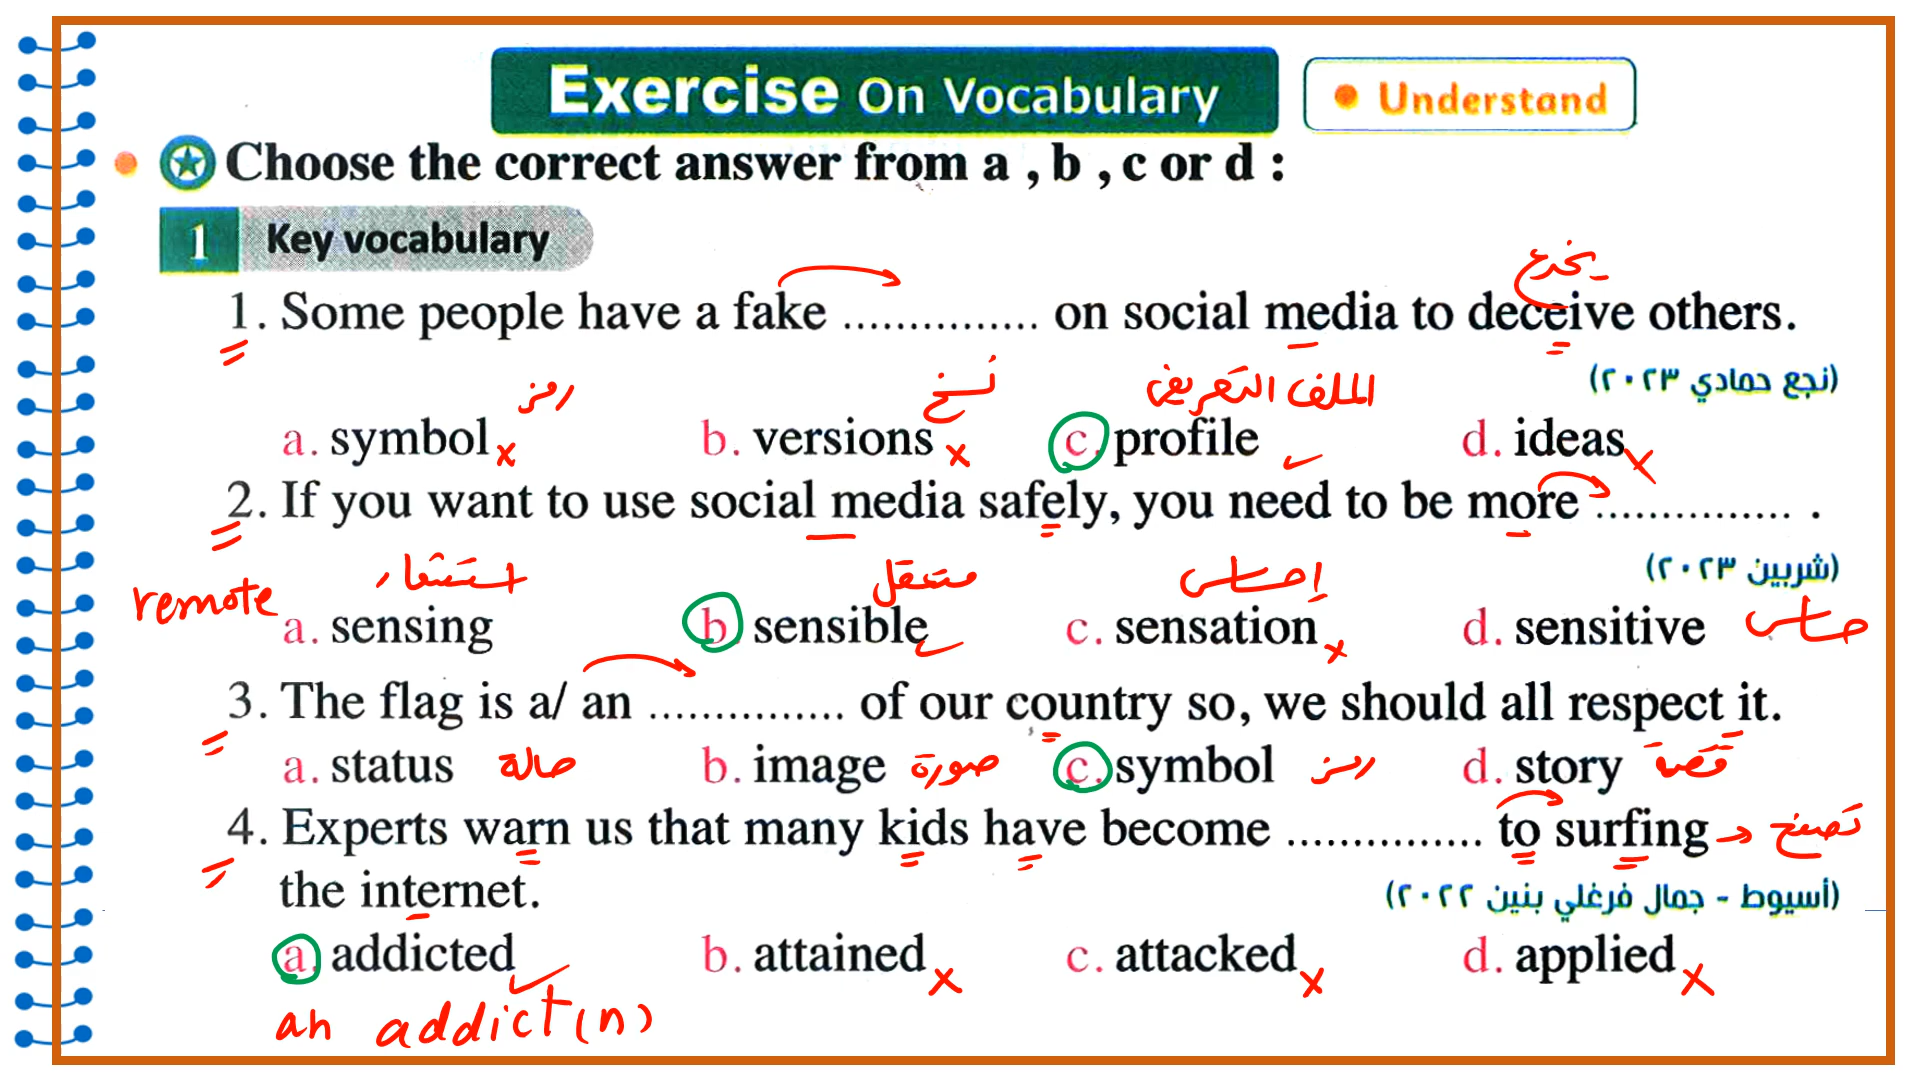 Exercise On Vocabulary
• Understand
Choose the correct answer from a , b , c or d :
1 Key vocabulary
يخدع
1. Some people have a fake ............... on social media to deceive others.
(نجع حمادي ٢٠٢٣)
رمز نسخ الملف التعريفي
a. symbol x b. versions x c. profile ✓ d. ideas x
2. If you want to use social media safely, you need to be more ............... .
(شربين ٢٠٢٣)
remote استشعار متعقل إحساس
a. sensing b. sensible ✓ c. sensation x d. sensitive حساس
3. The flag is a/ an ............... of our country so, we should all respect it.
a. status حالة b. image صورة c. symbol رمز d. story قصة
4. Experts warn us that many kids have become ............... to surfing → تصفح
the internet.
(أسيوط - جمال فرغلي بنين ٢٠٢٢)
a. addicted ✓ b. attained x c. attacked x d. applied x
an addict (n)